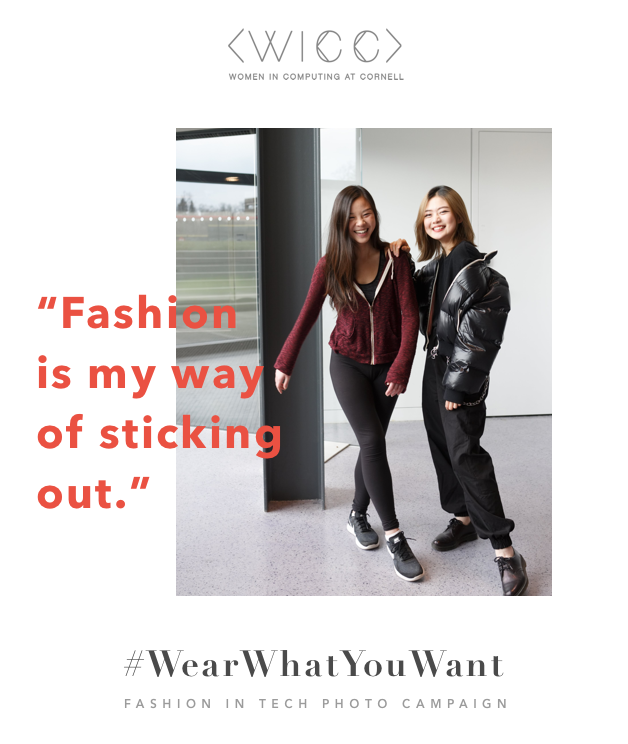 <WICC>
WOMEN IN COMPUTING AT CORNELL
“Fashion
is my way
of sticking
out.”
#WearWhatYouWant
FASHION IN TECH PHOTO CAMPAIGN